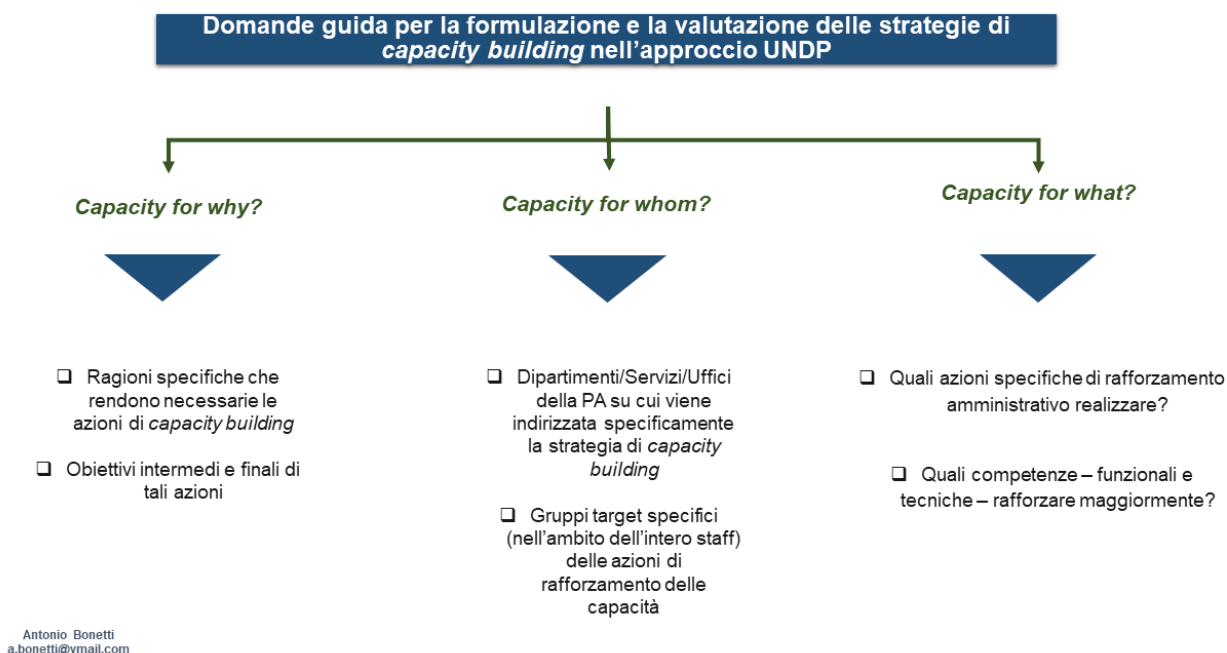 Domande guida per la formulazione e la valutazione delle strategie di
capacity building nell'approccio UNDP
Capacity for why?
Capacity for whom?
Capacity for what?
❑ Ragioni specifiche che
rendono necessarie le
azioni di capacity building
❑ Obiettivi intermedi e finali di
tali azioni
❑ Dipartimenti/Servizi/Uffici
della PA su cui viene
indirizzata specificamente
la strategia di capacity
building
❑ Gruppi target specifici
(nell'ambito dell'intero staff)
delle azioni di
rafforzamento delle
capacità
❑ Quali azioni specifiche di rafforzamento
amministrativo realizzare?
❑ Quali competenze – funzionali e
tecniche – rafforzare maggiormente?
Antonio Bonetti
a.bonetti@ymail.com